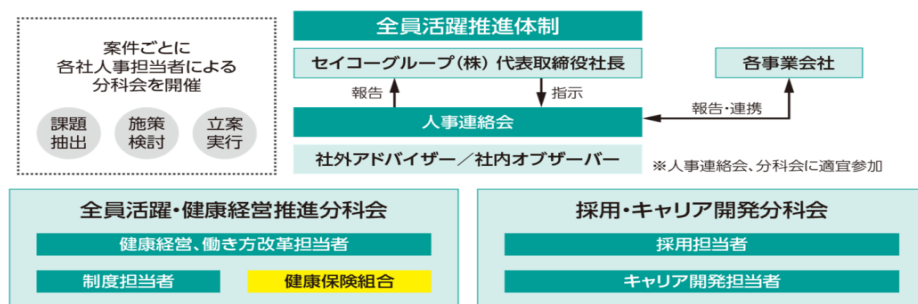 全員活躍推進体制
案件ごとに
各社人事担当者による
分科会を開催
課題
抽出
施策
検討
立案
実行
セイコーグループ(株) 代表取締役社長
各事業会社
報告
指示
報告・連携
人事連絡会
社外アドバイザー/社内オブザーバー
※人事連絡会、分科会に適宜参加
全員活躍・健康経営推進分科会
健康経営、働き方改革担当者
制度担当者
健康保険組合
採用・キャリア開発分科会
採用担当者
キャリア開発担当者